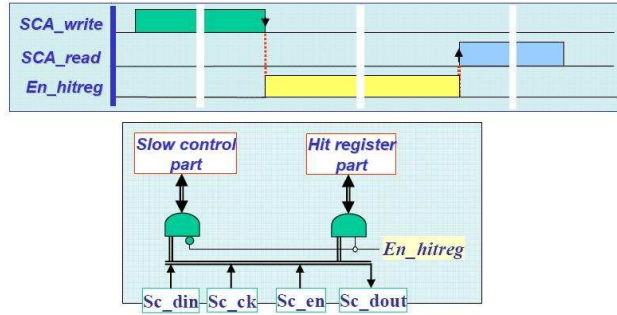 SCA_write
SCA_read
En_hitreg
Slow control
part
Hit register
part
En_hitreg
Sc_din
Sc_ck
Sc_en
Sc_dout